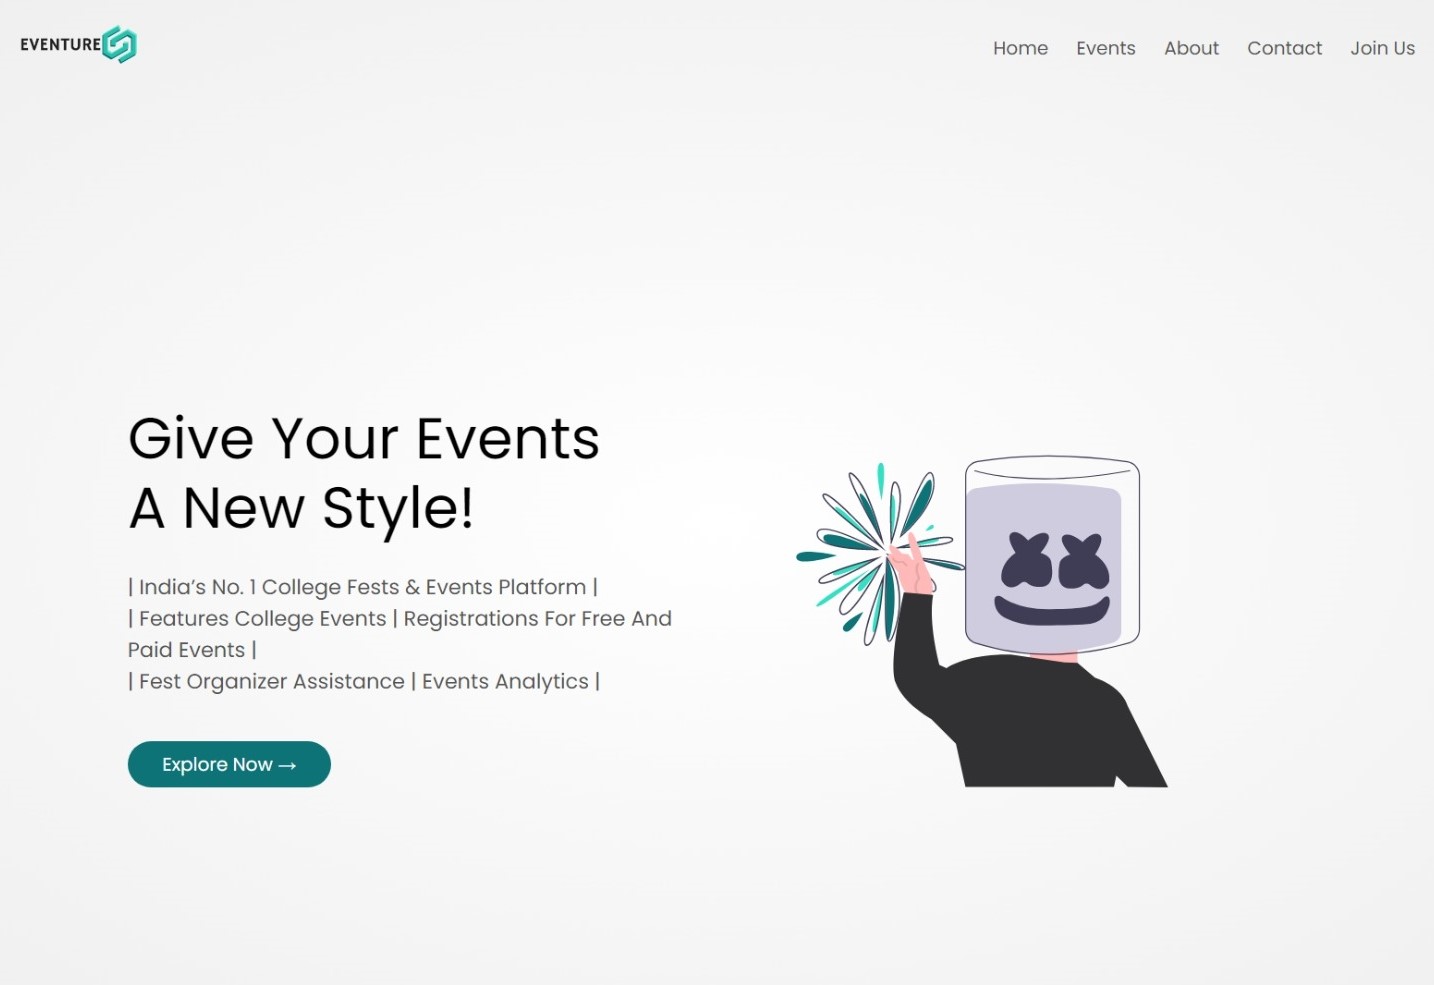 EVENTURE
Home Events About Contact Join Us
Give Your Events
A New Style!
| India’s No. 1 College Fests & Events Platform |
| Features College Events | Registrations For Free And
Paid Events |
| Fest Organizer Assistance | Events Analytics |
Explore Now →